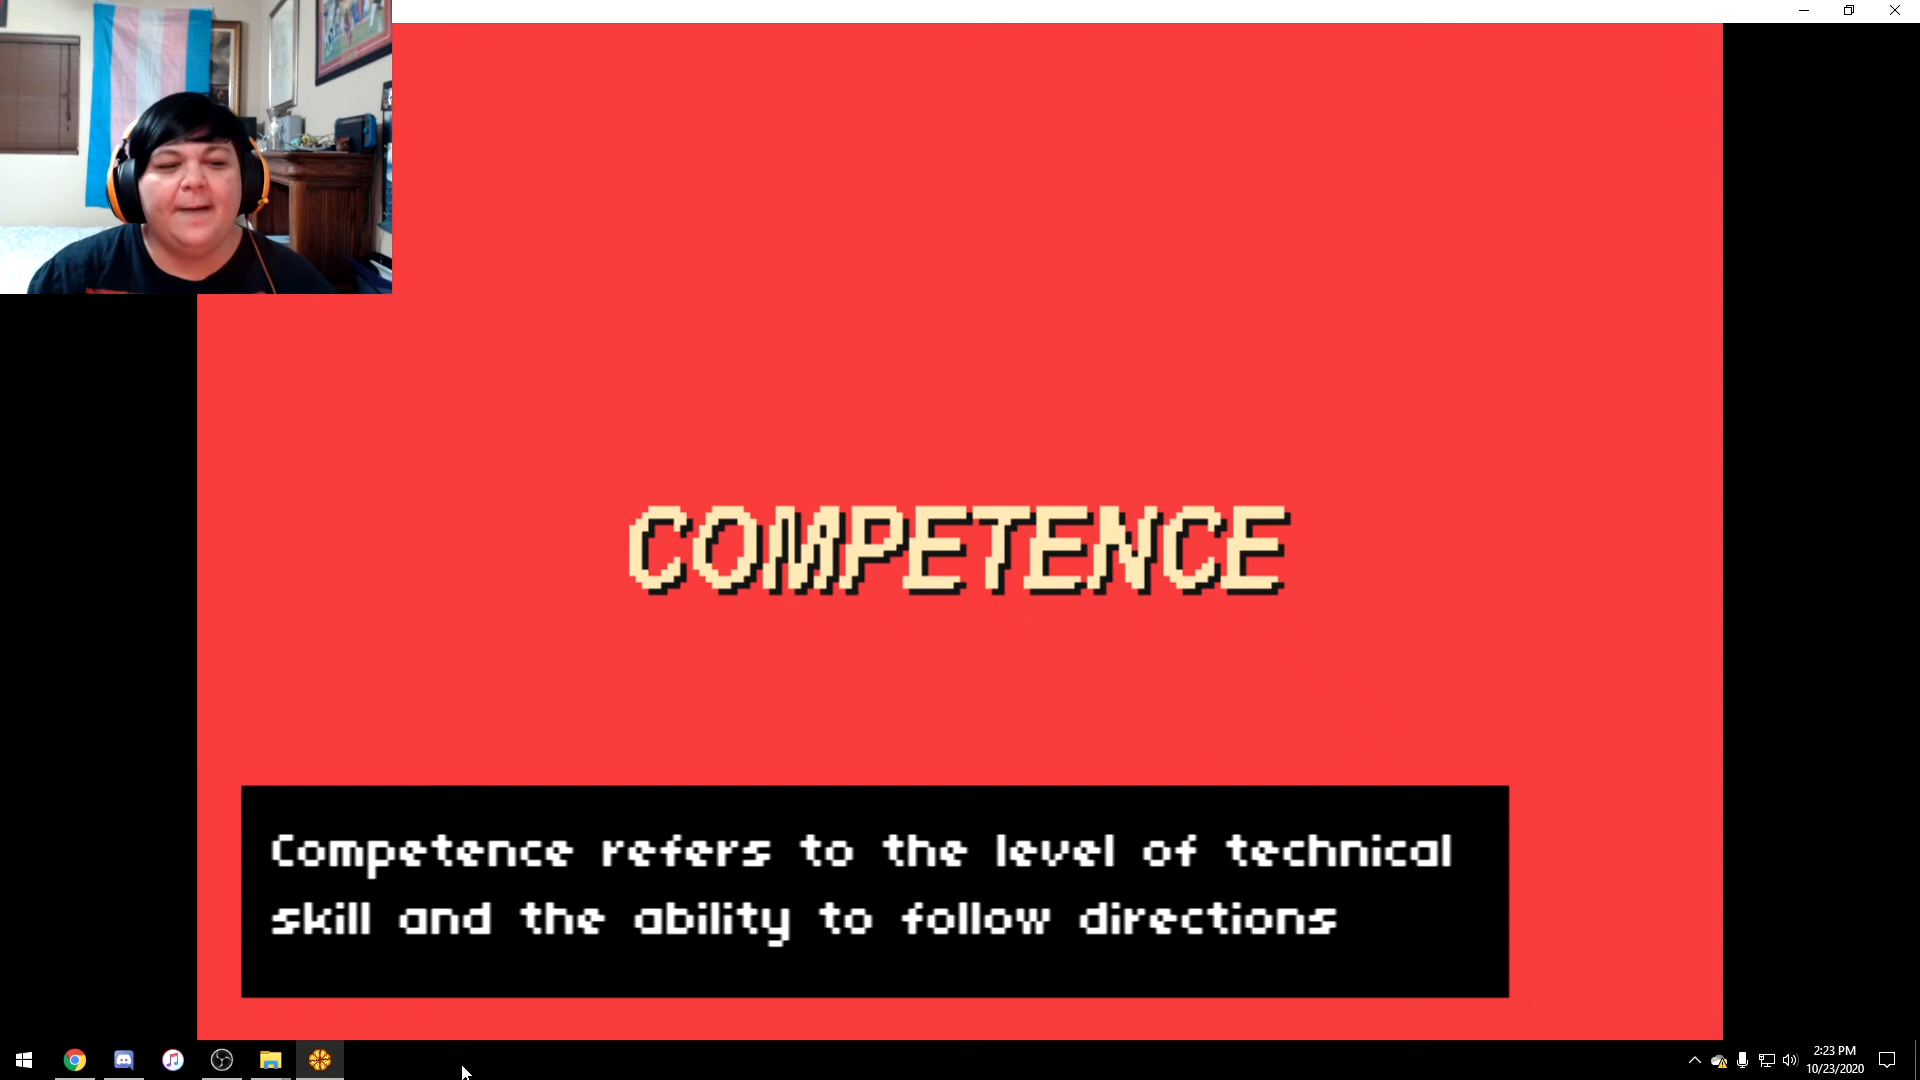 COMPETENCE
Competence refers to the level of technical
skill and the ability to follow directions
2:23 PM
10/23/2020